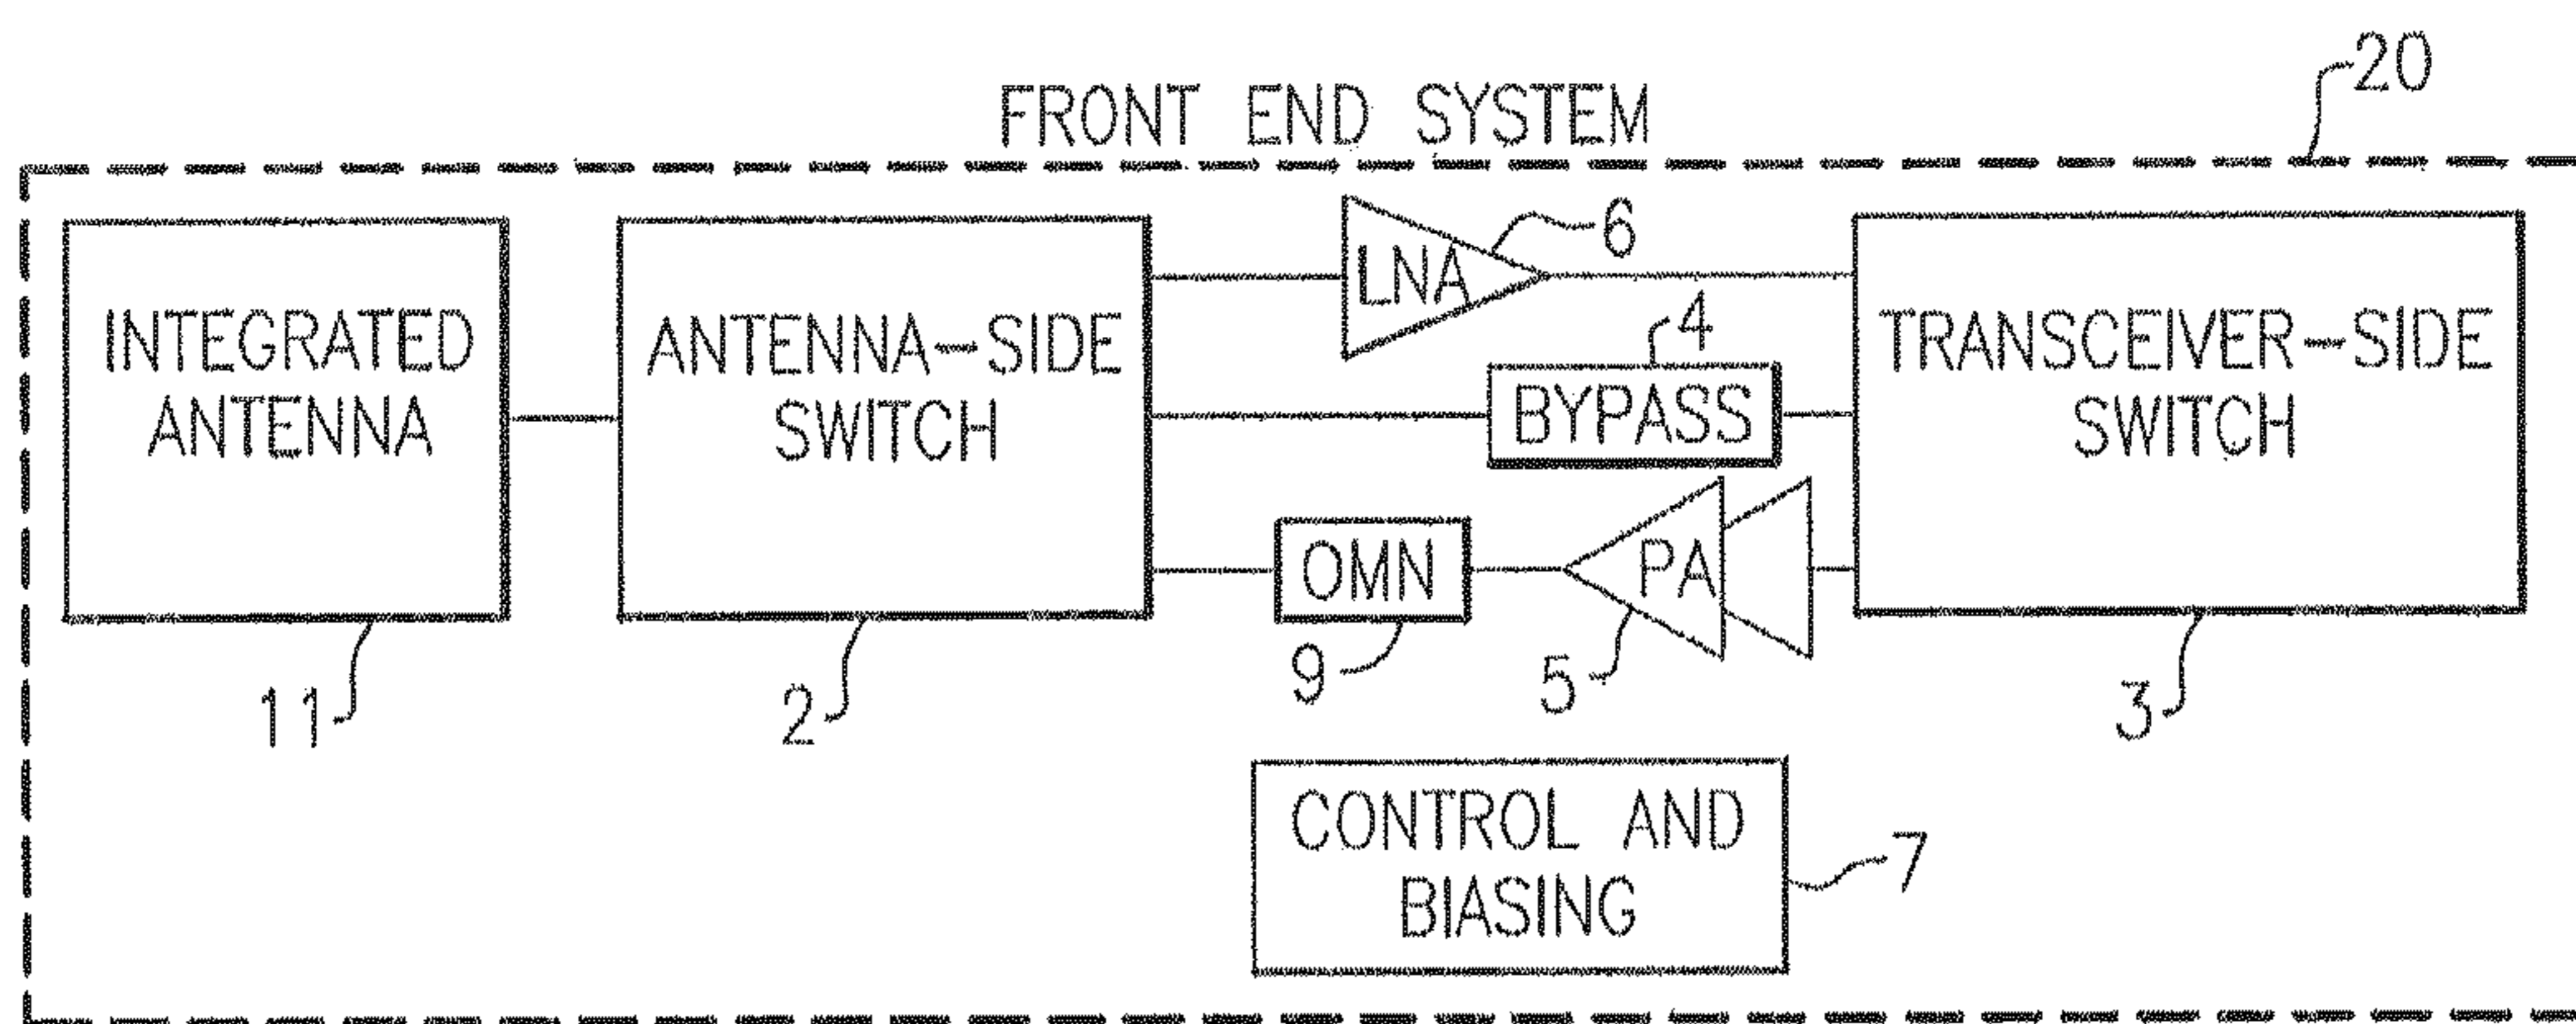 20
FRONT END SYSTEM
LNA
6
4
INTEGRATED
ANTENNA
ANTENNA-SIDE
SWITCH
BYPASS
TRANSCEIVER-SIDE
SWITCH
OMN
PA
11
2
9
5
3
CONTROL AND
BIASING
7